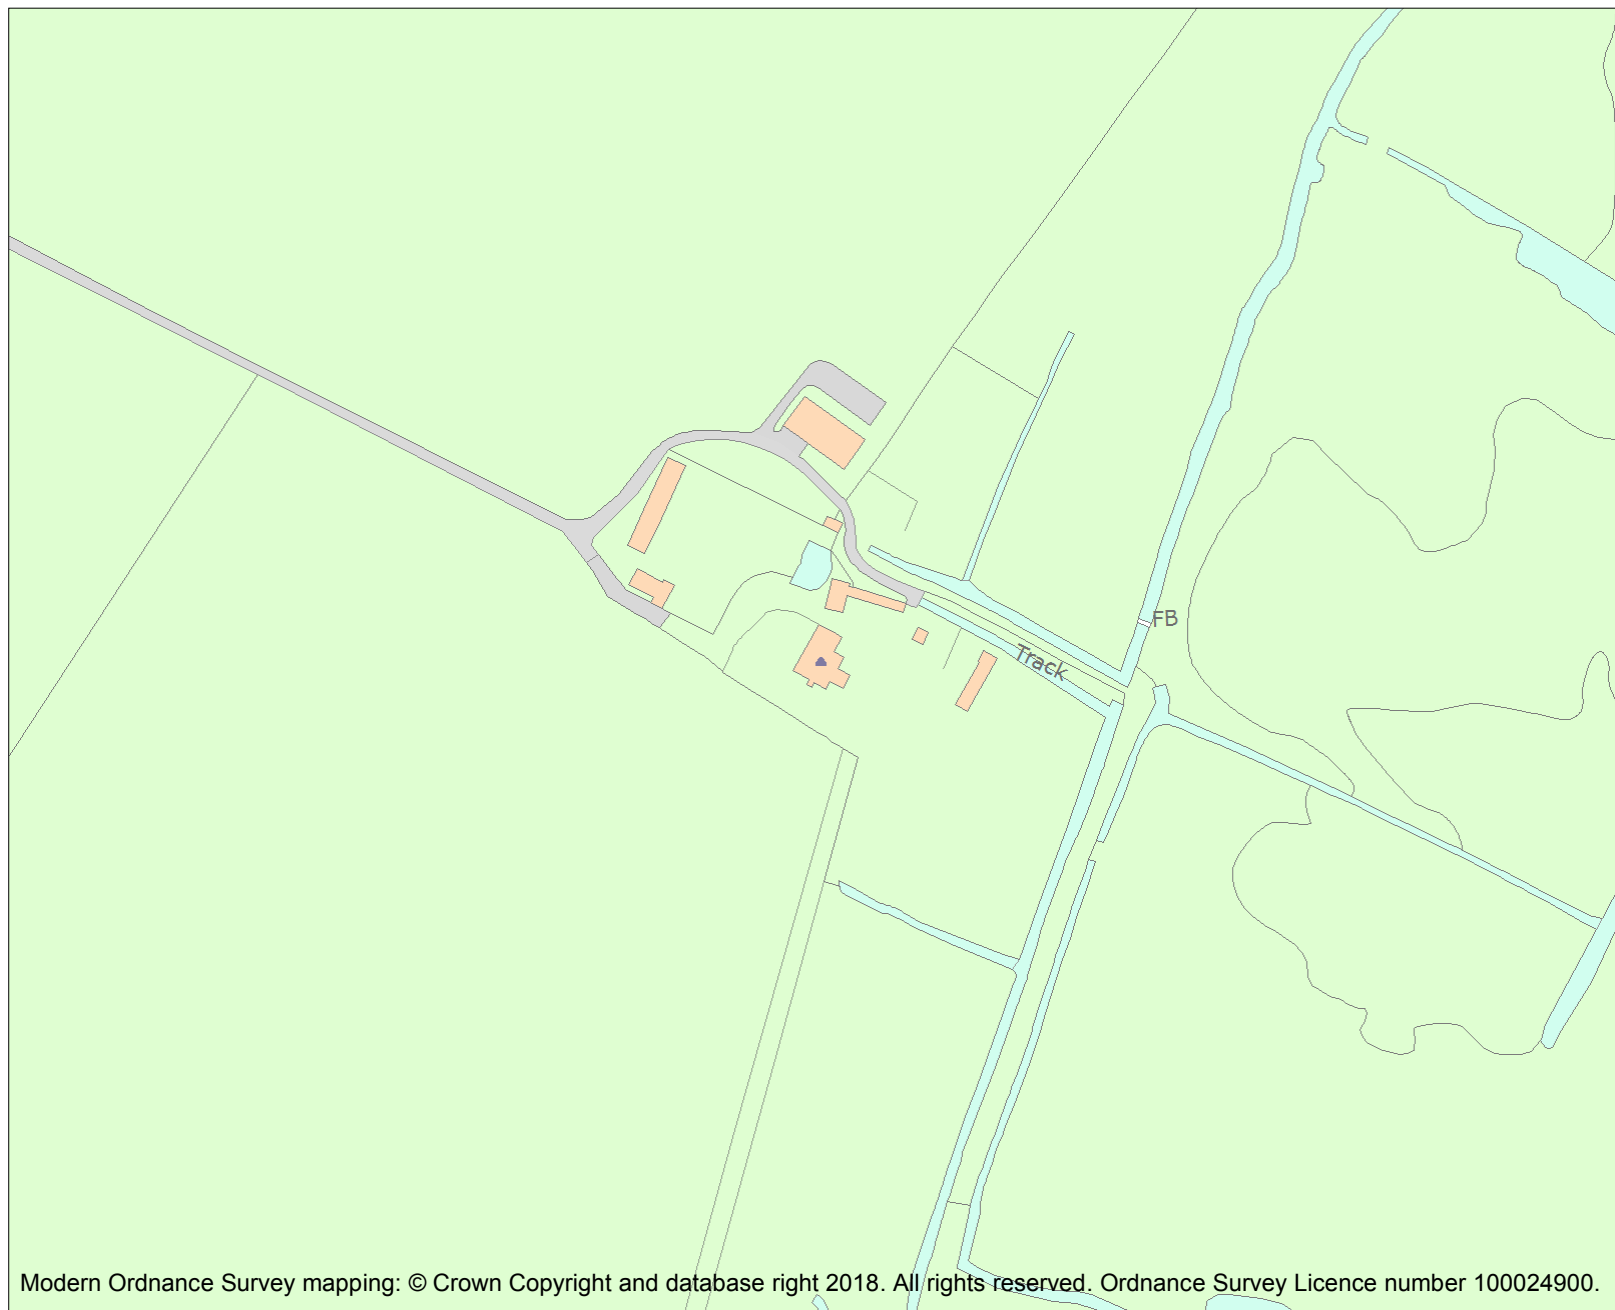 FB
Track
Modern Ordnance Survey mapping: © Crown Copyright and database right 2018. All rights reserved. Ordnance Survey Licence number 100024900.